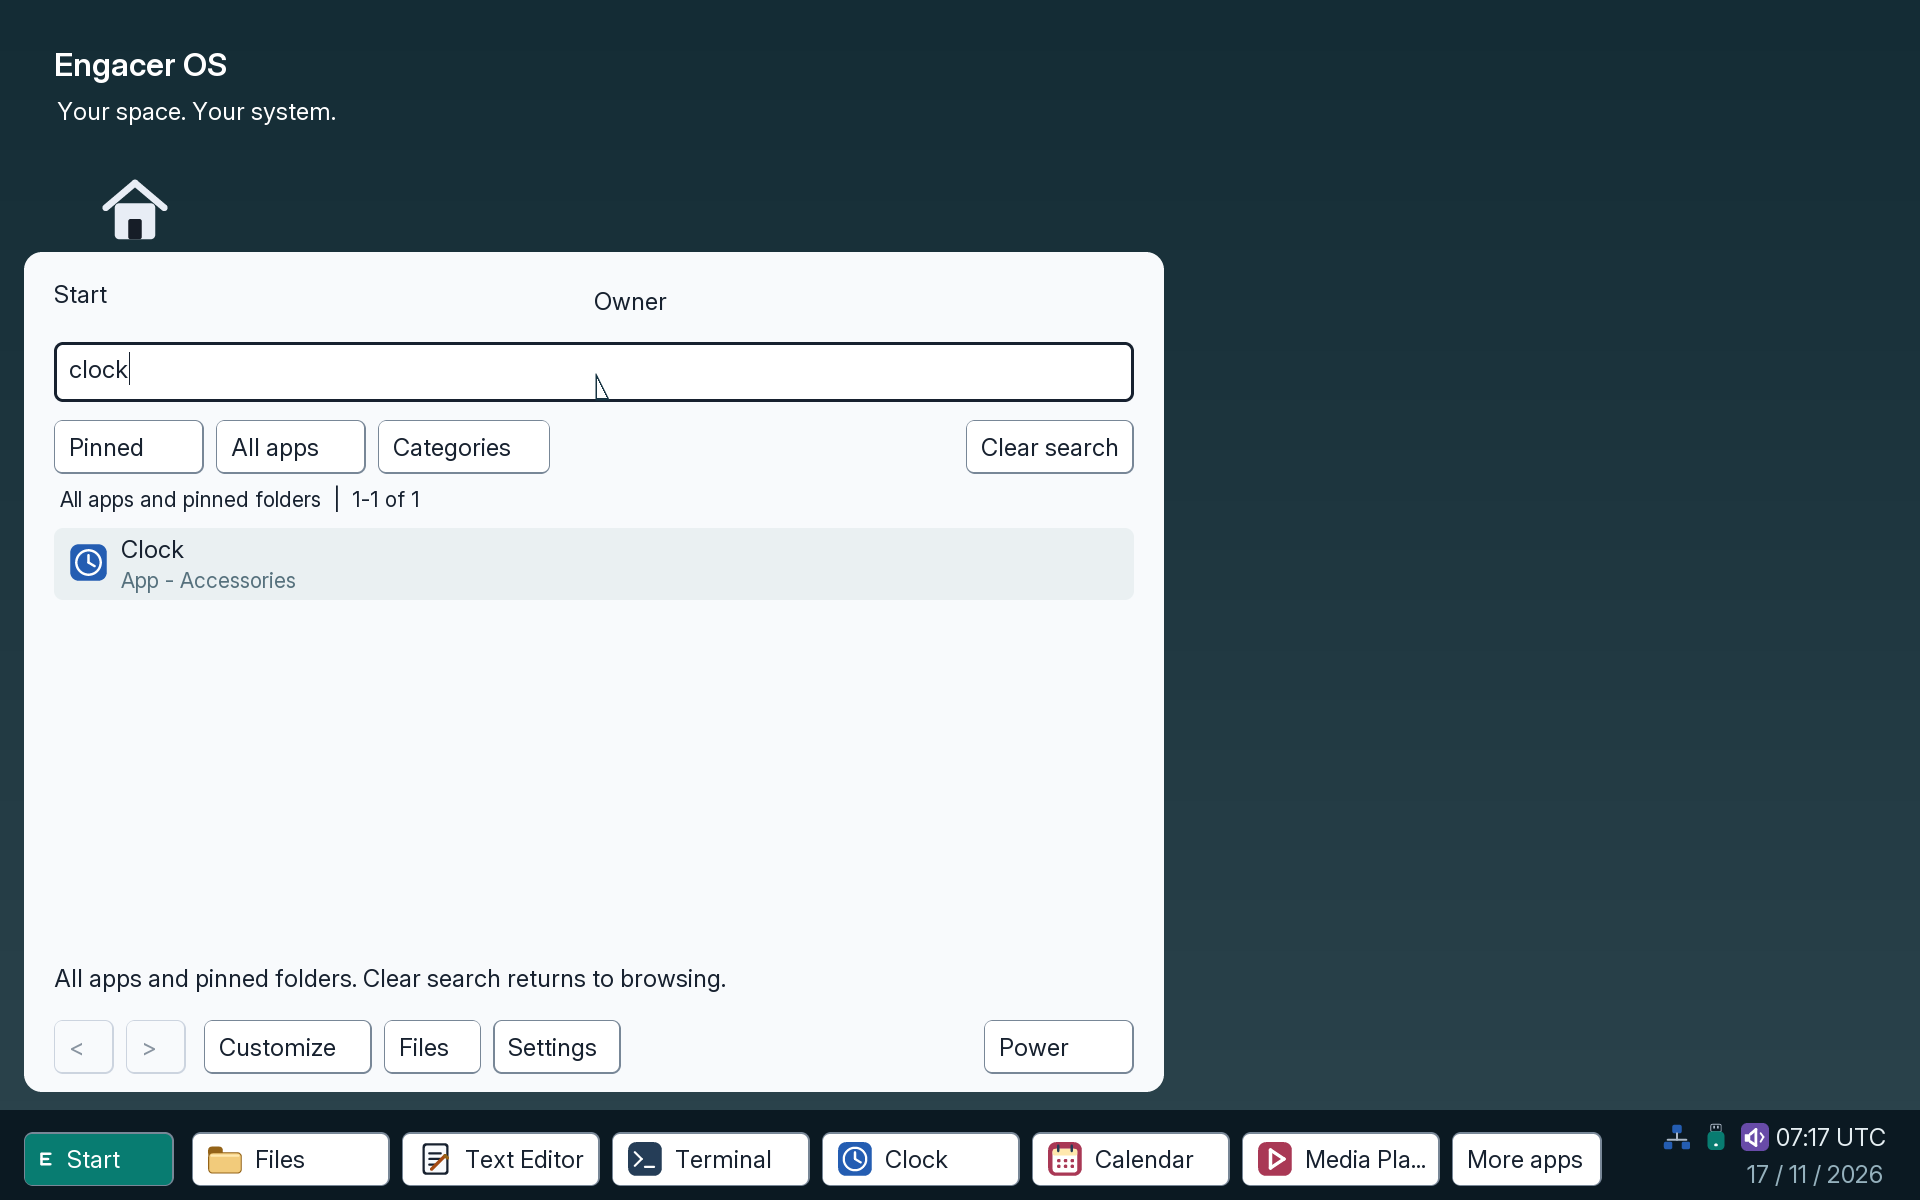 Engacer OS
Your space. Your system.
Start
Owner
clock
Pinned
All apps
Categories
Clear search
All apps and pinned folders | 1-1 of 1
Clock
App - Accessories
All apps and pinned folders. Clear search returns to browsing.
<
>
Customize
Files
Settings
Power
E Start
Files
Text Editor
Terminal
Clock
Calendar
Media Pla...
More apps
07:17 UTC
17 / 11 / 2026